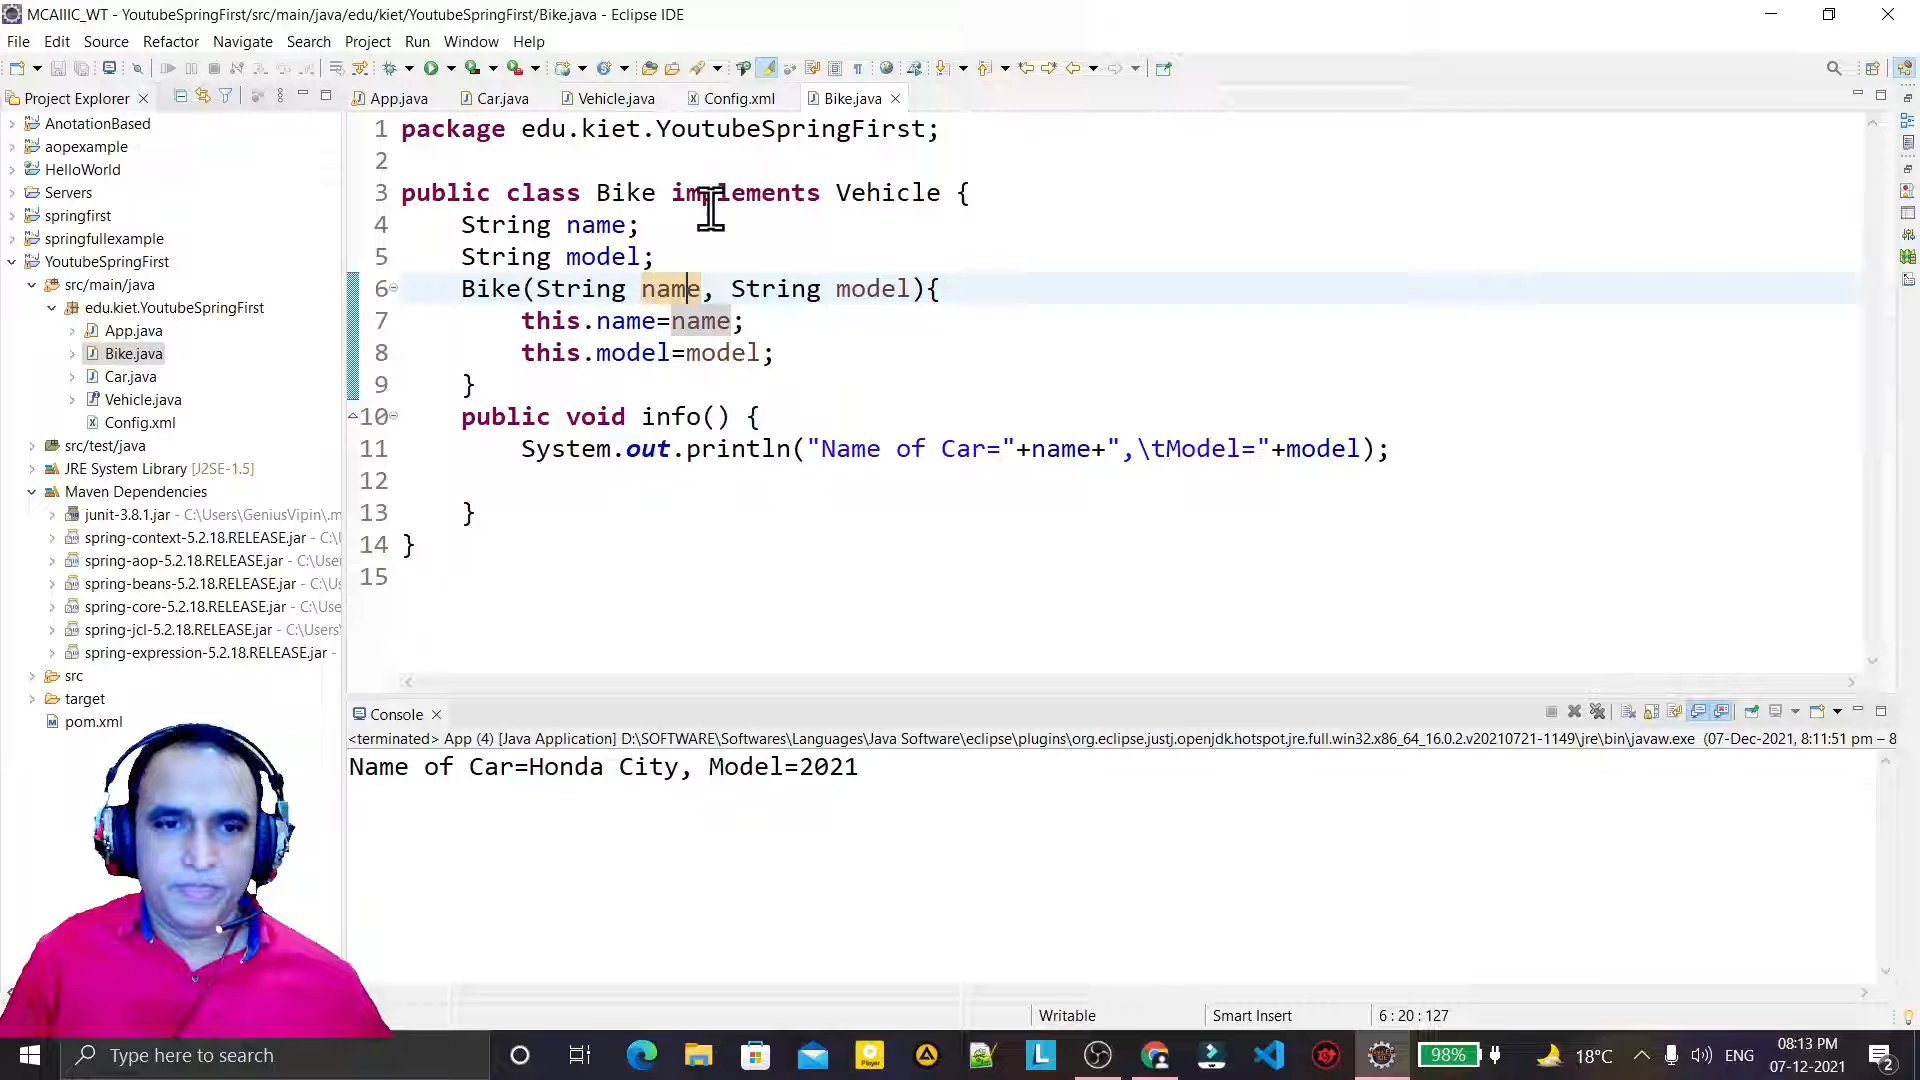 MCAIIIC_WT - YoutubeSpringFirst/src/main/java/edu/kiet/YoutubeSpringFirst/Bike.java - Eclipse IDE
File Edit Source Refactor Navigate Search Project Run Window Help
Project Explorer
App.java Car.java Vehicle.java Config.xml Bike.java
AnotationBased
aopexample
HelloWorld
Servers
springfirst
springfullexample
YoutubeSpringFirst
src/main/java
edu.kiet.YoutubeSpringFirst
App.java
Bike.java
Car.java
Vehicle.java
Config.xml
src/test/java
JRE System Library [J2SE-1.5]
Maven Dependencies
junit-3.8.1.jar - C:\Users\GeniusVipin\.m
spring-context-5.2.18.RELEASE.jar - C:\U
spring-aop-5.2.18.RELEASE.jar - C:\User
spring-beans-5.2.18.RELEASE.jar - C:\Us
spring-core-5.2.18.RELEASE.jar - C:\Use
spring-jcl-5.2.18.RELEASE.jar - C:\Users\
spring-expression-5.2.18.RELEASE.jar -
src
target
pom.xml
1 package edu.kiet.YoutubeSpringFirst;
2
3 public class Bike implements Vehicle {
4 String name;
5 String model;
6 Bike(String name, String model){
7 this.name=name;
8 this.model=model;
9 }
10 public void info() {
11 System.out.println("Name of Car="+name+",\tModel="+model);
12
13 }
14 }
15
Console
<terminated> App (4) [Java Application] D:\SOFTWARE\Softwares\Languages\Java Software\eclipse\plugins\org.eclipse.justj.openjdk.hotspot.jre.full.win32.x86_64_16.0.2.v20210721-1149\jre\bin\javaw.exe (07-Dec-2021, 8:11:51 pm – 8
Name of Car=Honda City, Model=2021
Writable Smart Insert 6 : 20 : 127
Type here to search
98% 18°C ENG 08:13 PM
07-12-2021
2